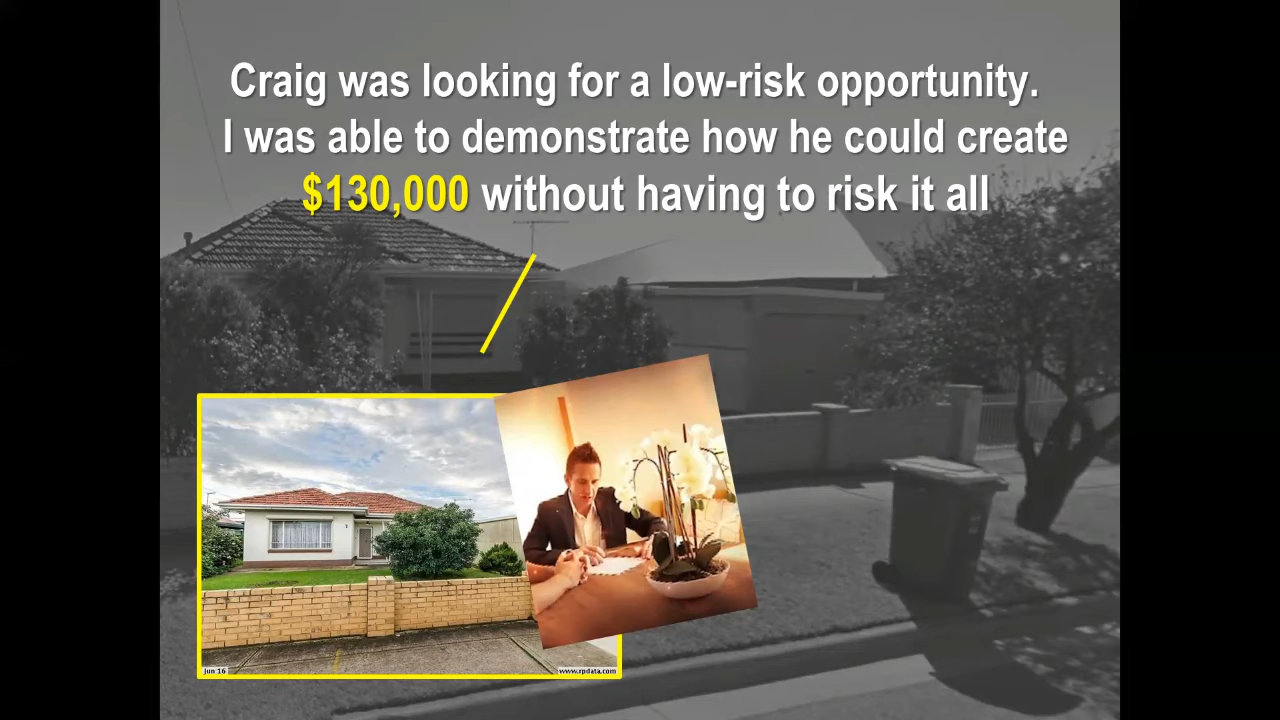 Craig was looking for a low-risk opportunity.
I was able to demonstrate how he could create
$130,000 without having to risk it all
Jun 16
www.rpdata.com